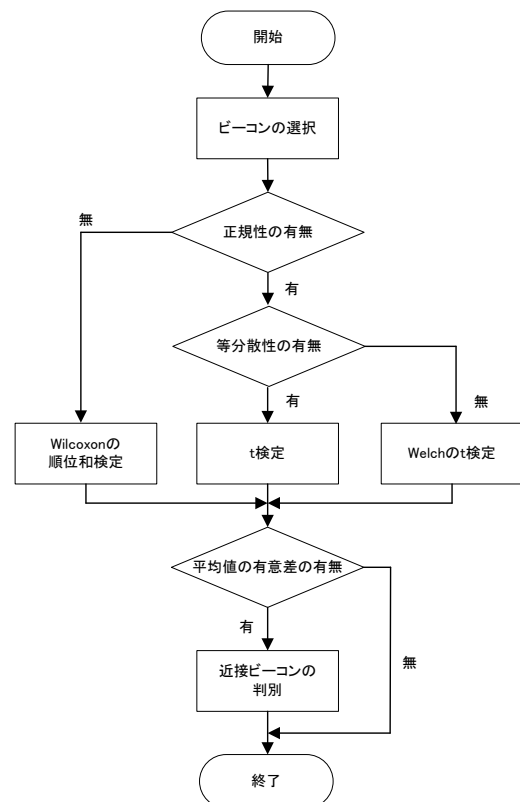 開始
ビーコンの選択
正規性の有無
無
有
等分散性の有無
有
無
Wilcoxonの
順位和検定
t検定
Welchのt検定
平均値の有意差の有無
有
無
近接ビーコンの
判別
終了